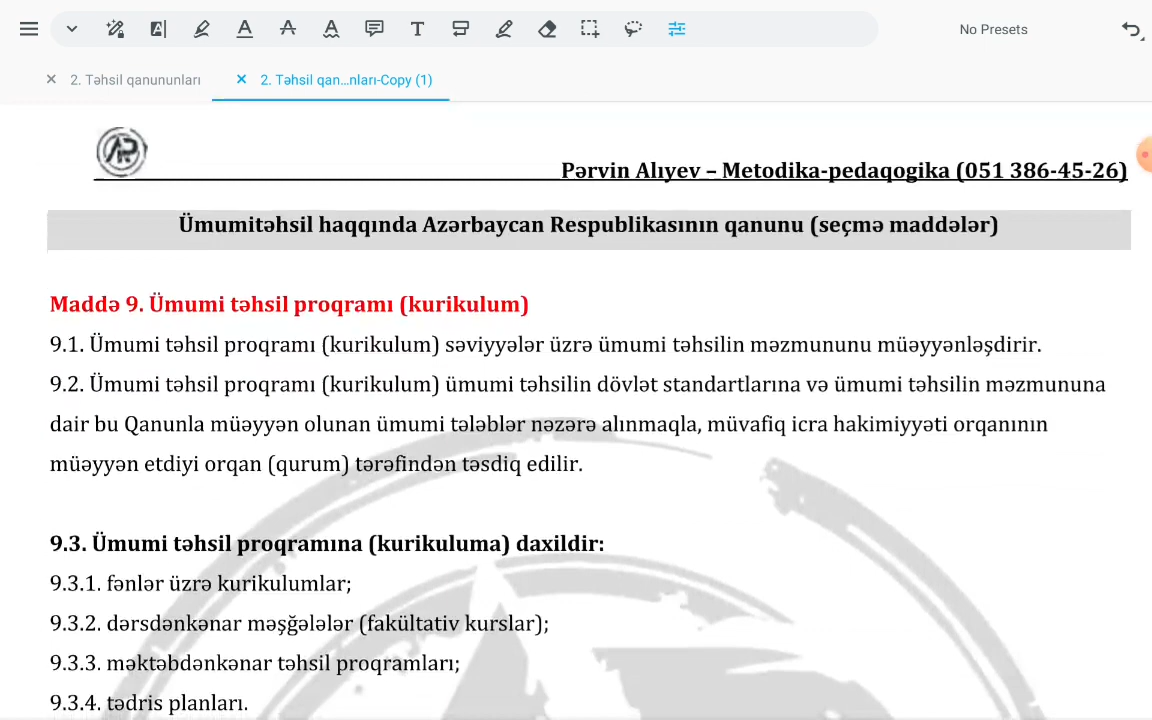 No Presets
2. Təhsil qanununları
2. Təhsil qan...nları-Copy (1)
Pərvin Alıyev – Metodika-pedaqogika (051 386-45-26)
Ümumitəhsil haqqında Azərbaycan Respublikasının qanunu (seçmə maddələr)
Maddə 9. Ümumi təhsil proqramı (kurikulum)
9.1. Ümumi təhsil proqramı (kurikulum) səviyyələr üzrə ümumi təhsilin məzmununu müəyyənləşdirir.
9.2. Ümumi təhsil proqramı (kurikulum) ümumi təhsilin dövlət standartlarına və ümumi təhsilin məzmununa
dair bu Qanunla müəyyən olunan ümumi tələblər nəzərə alınmaqla, müvafiq icra hakimiyyəti orqanının
müəyyən etdiyi orqan (qurum) tərəfindən təsdiq edilir.
9.3. Ümumi təhsil proqramına (kurikuluma) daxildir:
9.3.1. fənlər üzrə kurikulumlar;
9.3.2. dərsdənkənar məşğələlər (fakültativ kurslar);
9.3.3. məktəbdənkənar təhsil proqramları;
9.3.4. tədris planları.